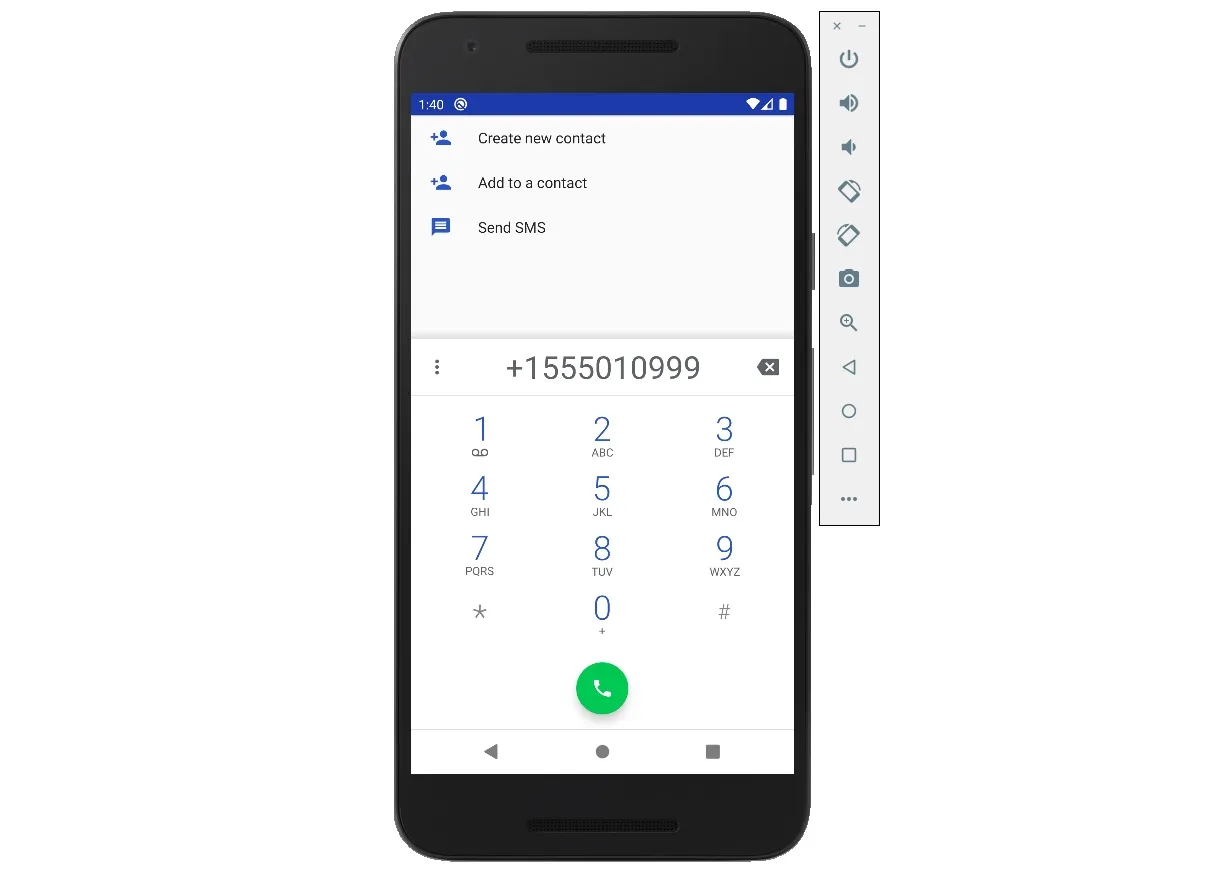 1:40
Create new contact
Add to a contact
Send SMS
+1555010999
1 2 3
ABC DEF
4 5 6
GHI JKL MNO
7 8 9
PQRS TUV WXYZ
* 0 #
+